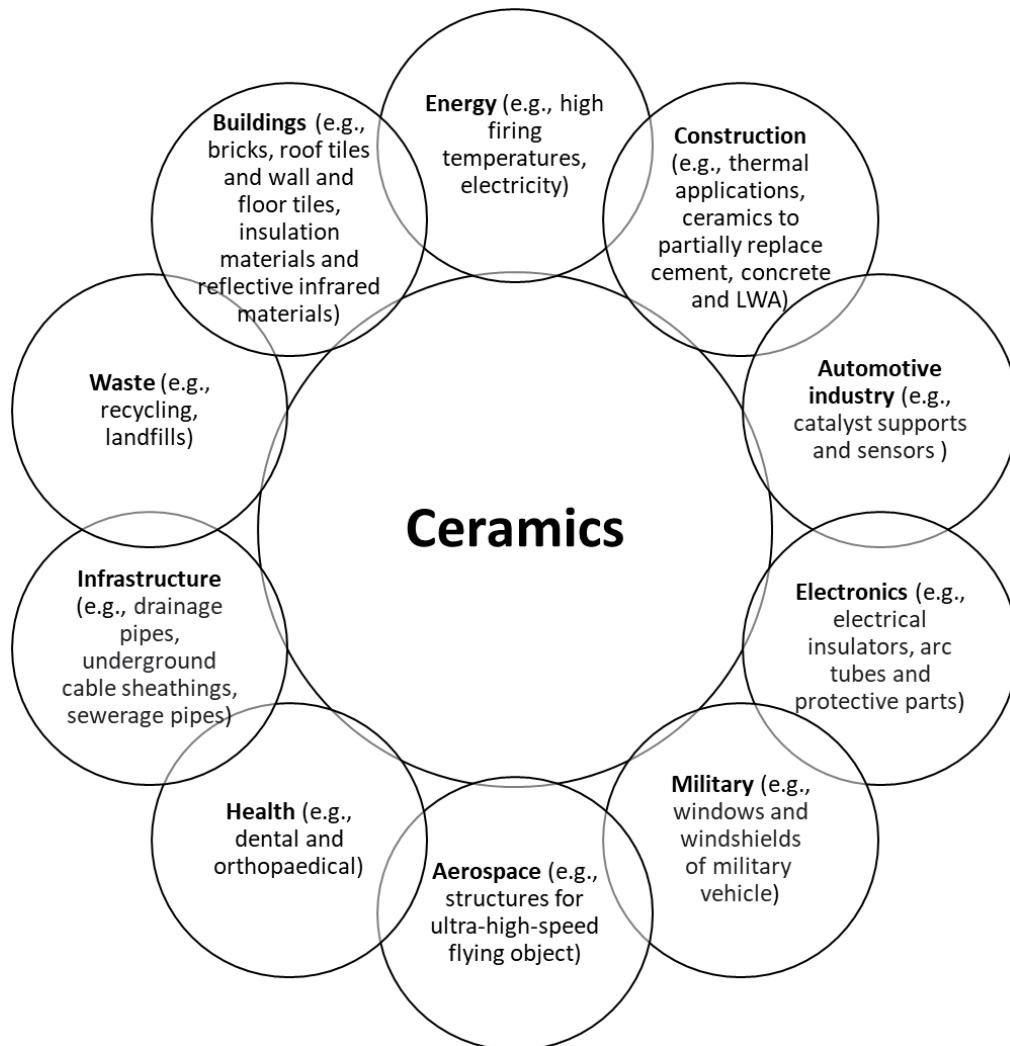 Energy (e.g., high
firing
temperatures,
electricity)
Construction
(e.g., thermal
applications,
ceramics to
partially replace
cement, concrete
and LWA)
Automotive
industry (e.g.,
catalyst supports
and sensors )
Electronics (e.g.,
electrical
insulators, arc
tubes and
protective parts)
Military (e.g.,
windows and
windshields
of military
vehicle)
Aerospace (e.g.,
structures for
ultra-high-speed
flying object)
Health (e.g.,
dental and
orthopaedical)
Infrastructure
(e.g., drainage
pipes,
underground
cable sheathings,
sewerage pipes)
Waste (e.g.,
recycling,
landfills)
Buildings (e.g.,
bricks, roof tiles
and wall and
floor tiles,
insulation
materials and
reflective infrared
materials)
Ceramics